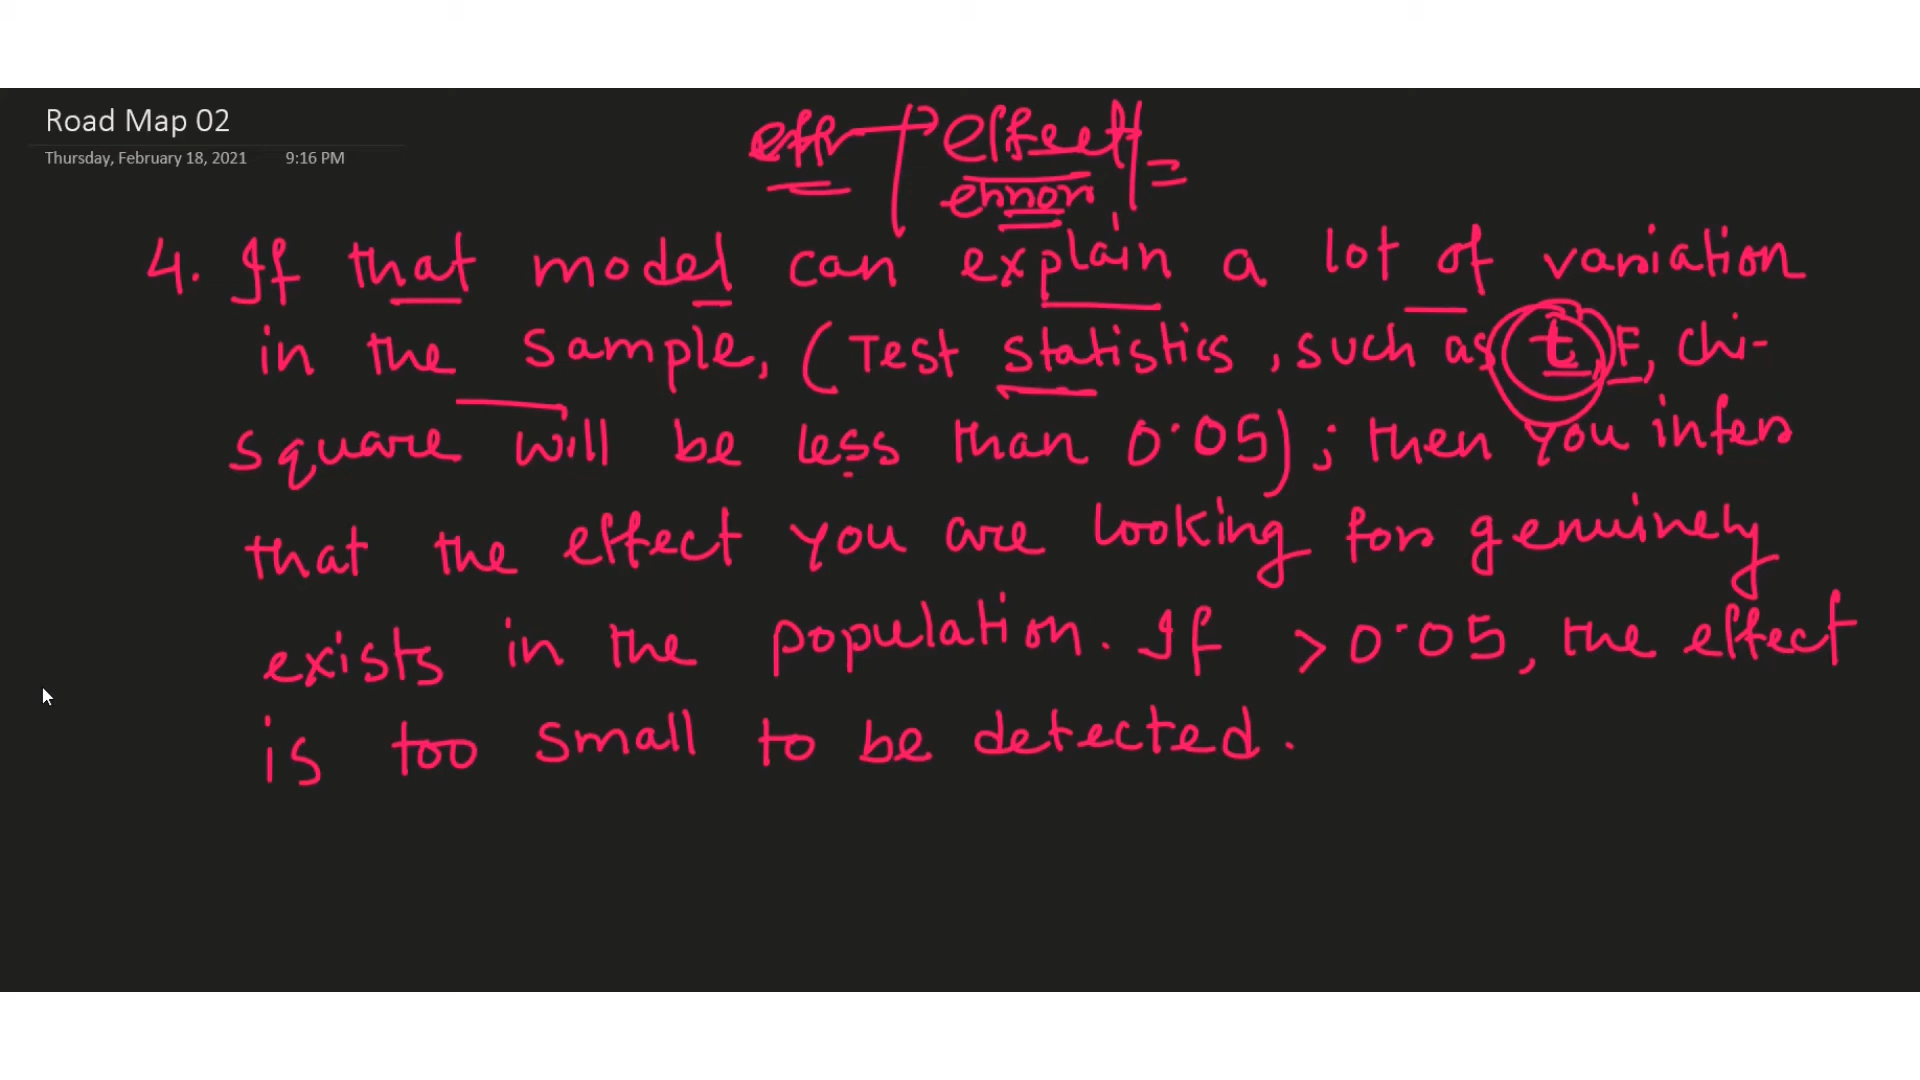 Road Map 02
Thursday, February 18, 2021 9:16 PM
effect
error =
4. If that model can explain a lot of variation
in the sample, (Test statistics, such as t, F, chi-
square will be less than 0.05) ; then you infer
that the effect you are looking for genuinely
exists in the population. If > 0.05, the effect
is too small to be detected.